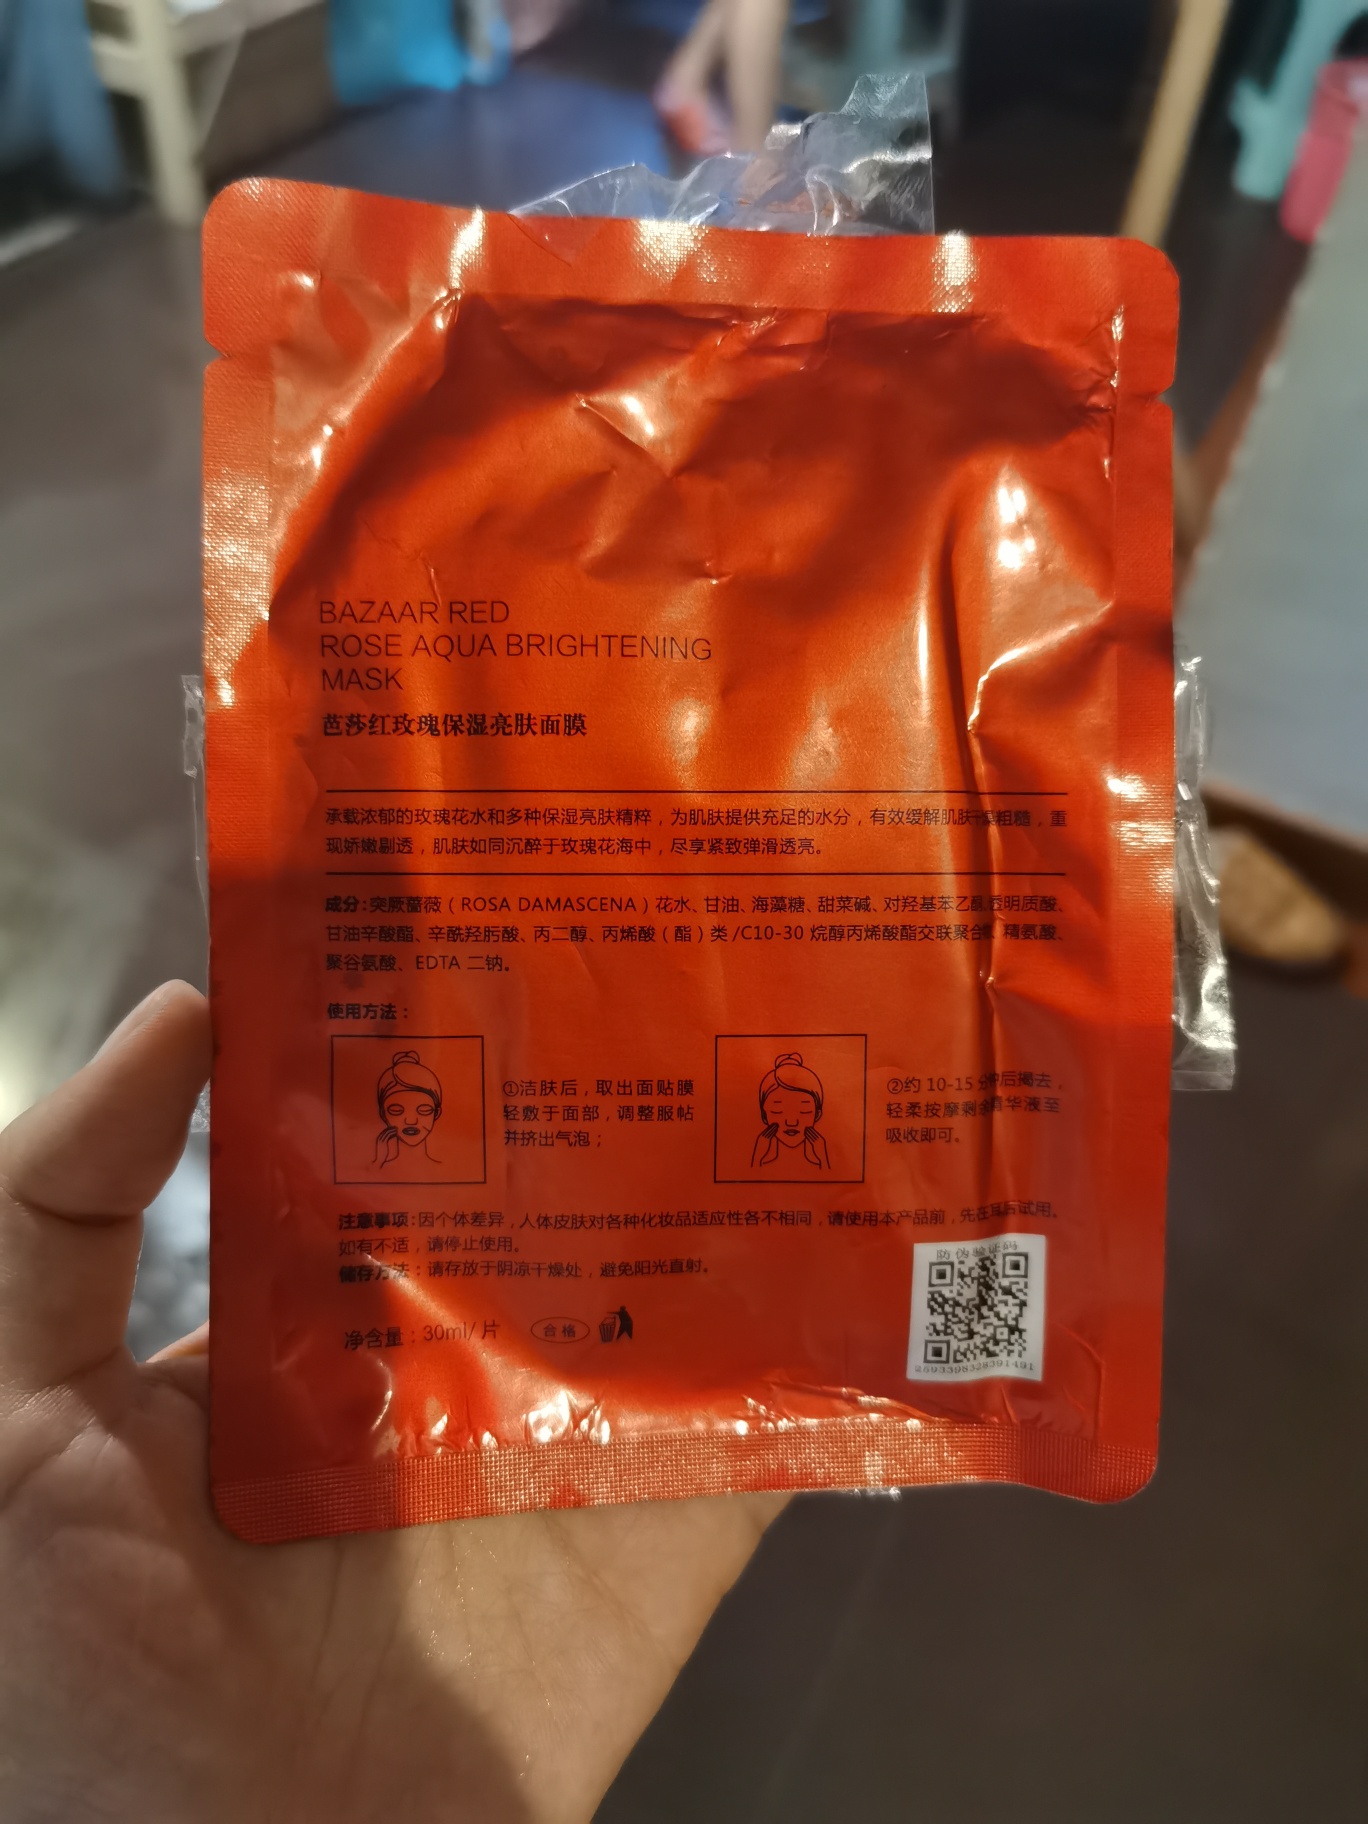 BAZAAR RED
ROSE AQUA BRIGHTENING
MASK
芭莎红玫瑰保湿亮肤面膜
承载浓郁的玫瑰花水和多种保湿亮肤精粹，为肌肤提供充足的水分，有效缓解肌肤干燥粗糙，重
现娇嫩剔透，肌肤如同沉醉于玫瑰花海中，尽享紧致弹滑透亮。
成分：突厥蔷薇（ROSA DAMASCENA）花水、甘油、海藻糖、甜菜碱、对羟基苯乙酮、透明质酸、
甘油辛酸酯、辛酰羟肟酸、丙二醇、丙烯酸（酯）类/C10-30 烷醇丙烯酸酯交联聚合物、精氨酸、
聚谷氨酸、EDTA 二钠。
使用方法：
①洁肤后，取出面贴膜
轻敷于面部，调整服帖
并挤出气泡；
②约 10-15 分钟后揭去，
轻柔按摩剩余精华液至
吸收即可。
注意事项：因个体差异，人体皮肤对各种化妆品适应性各不相同，请使用本产品前，先在耳后试用。
如有不适，请停止使用。
储存方法：请存放于阴凉干燥处，避免阳光直射。
净含量：30ml/片
合格
防伪验证码